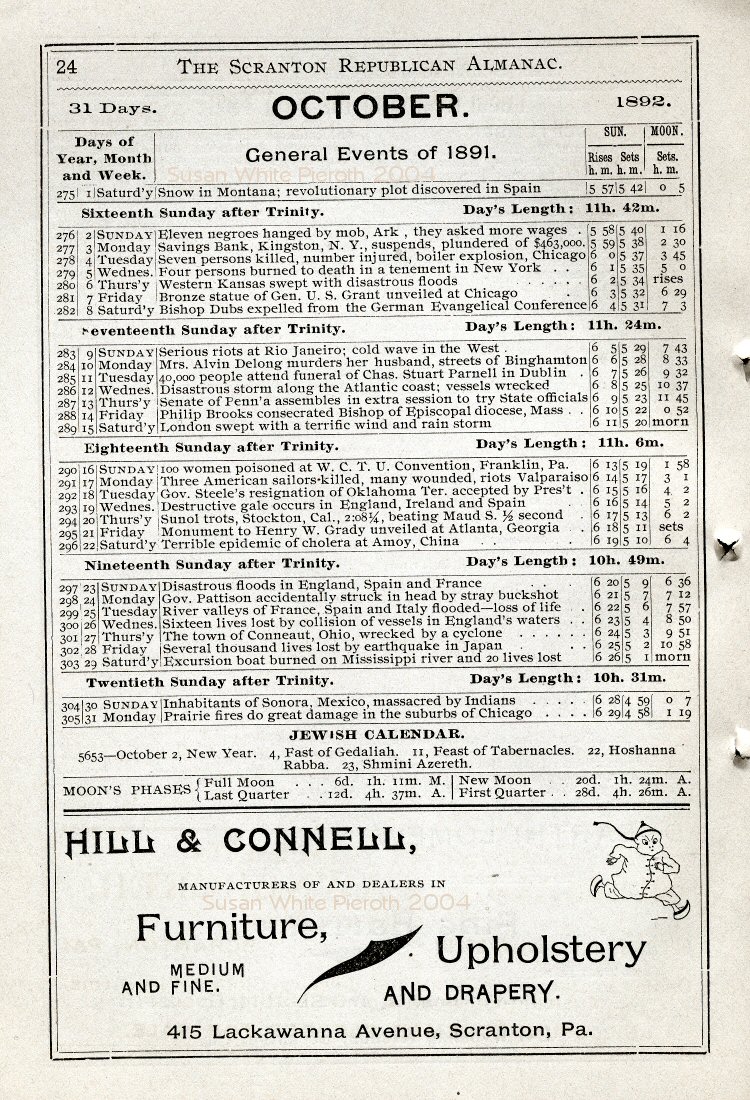 24 THE SCRANTON REPUBLICAN ALMANAC.
31 Days. OCTOBER. 1892.
Days of Year, Month and Week. General Events of 1891. SUN. MOON.
Rises Sets Sets.
h. m. h. m. h. m.
Susan White Pieroth 2004
275 1 Saturd'y Snow in Montana; revolutionary plot discovered in Spain 5 57 5 42 0 5
Sixteenth Sunday after Trinity. Day's Length: 11h. 42m.
276 2 SUNDAY Eleven negroes hanged by mob, Ark , they asked more wages . 5 58 5 40 1 16
277 3 Monday Savings Bank, Kingston, N. Y., suspends, plundered of $463,000. 5 59 5 38 2 30
278 4 Tuesday Seven persons killed, number injured, boiler explosion, Chicago 6 0 5 37 3 45
279 5 Wednes. Four persons burned to death in a tenement in New York . . 6 1 5 35 5 0
280 6 Thurs'y Western Kansas swept with disastrous floods . . . . . . 6 2 5 34 rises
281 7 Friday Bronze statue of Gen. U. S. Grant unveiled at Chicago . 6 3 5 32 6 29
282 8 Saturd'y Bishop Dubs expelled from the German Evangelical Conference 6 4 5 31 7 3
Seventeenth Sunday after Trinity. Day's Length: 11h. 24m.
283 9 SUNDAY Serious riots at Rio Janeiro; cold wave in the West . 6 5 5 29 7 43
284 10 Monday Mrs. Alvin Delong murders her husband, streets of Binghamton 6 6 5 28 8 33
285 11 Tuesday 40,000 people attend funeral of Chas. Stuart Parnell in Dublin . 6 7 5 26 9 32
286 12 Wednes. Disastrous storm along the Atlantic coast; vessels wrecked 6 8 5 25 10 37
287 13 Thurs'y Senate of Penn'a assembles in extra session to try State officials 6 9 5 23 11 45
288 14 Friday Philip Brooks consecrated Bishop of Episcopal diocese, Mass . . 6 10 5 22 0 52
289 15 Saturd'y London swept with a terrific wind and rain storm 6 11 5 20 morn
Eighteenth Sunday after Trinity. Day's Length: 11h. 6m.
290 16 SUNDAY 100 women poisoned at W. C. T. U. Convention, Franklin, Pa. 6 13 5 19 1 58
291 17 Monday Three American sailors killed, many wounded, riots Valparaiso 6 14 5 17 3 1
292 18 Tuesday Gov. Steele's resignation of Oklahoma Ter. accepted by Pres't . 6 15 5 16 4 2
293 19 Wednes. Destructive gale occurs in England, Ireland and Spain . 6 16 5 14 5 2
294 20 Thurs'y Sunol trots, Stockton, Cal., 2:08¼, beating Maud S. ½ second 6 17 5 13 6 2
295 21 Friday Monument to Henry W. Grady unveiled at Atlanta, Georgia . . 6 18 5 11 sets
296 22 Saturd'y Terrible epidemic of cholera at Amoy, China . . . 6 19 5 10 6 4
Nineteenth Sunday after Trinity. Day's Length: 10h. 49m.
297 23 SUNDAY Disastrous floods in England, Spain and France . . . 6 20 5 9 6 36
298 24 Monday Gov. Pattison accidentally struck in head by stray buckshot 6 21 5 7 7 12
299 25 Tuesday River valleys of France, Spain and Italy flooded—loss of life . . 6 22 5 6 7 57
300 26 Wednes. Sixteen lives lost by collision of vessels in England's waters . . 6 23 5 4 8 50
301 27 Thurs'y The town of Conneaut, Ohio, wrecked by a cyclone . . . . . . 6 24 5 3 9 51
302 28 Friday Several thousand lives lost by earthquake in Japan . . 6 25 5 2 10 58
303 29 Saturd'y Excursion boat burned on Mississippi river and 20 lives lost 6 26 5 1 morn
Twentieth Sunday after Trinity. Day's Length: 10h. 31m.
304 30 SUNDAY Inhabitants of Sonora, Mexico, massacred by Indians . . . . . 6 28 4 59 0 7
305 31 Monday Prairie fires do great damage in the suburbs of Chicago . . . . 6 29 4 58 1 19
JEWISH CALENDAR.
5653—October 2, New Year. 4, Fast of Gedaliah. 11, Feast of Tabernacles. 22, Hoshanna
Rabba. 23, Shmini Azereth.
MOON'S PHASES { Full Moon . . . 6d. 1h. 11m. M. | New Moon . . 20d. 1h. 24m. A.
Last Quarter . . 12d. 4h. 37m. A. | First Quarter . . 28d. 4h. 26m. A.
HILL & CONNELL,
MANUFACTURERS OF AND DEALERS IN
Susan White Pieroth 2004
Furniture,
MEDIUM
AND FINE.
Upholstery
AND DRAPERY.
415 Lackawanna Avenue, Scranton, Pa.